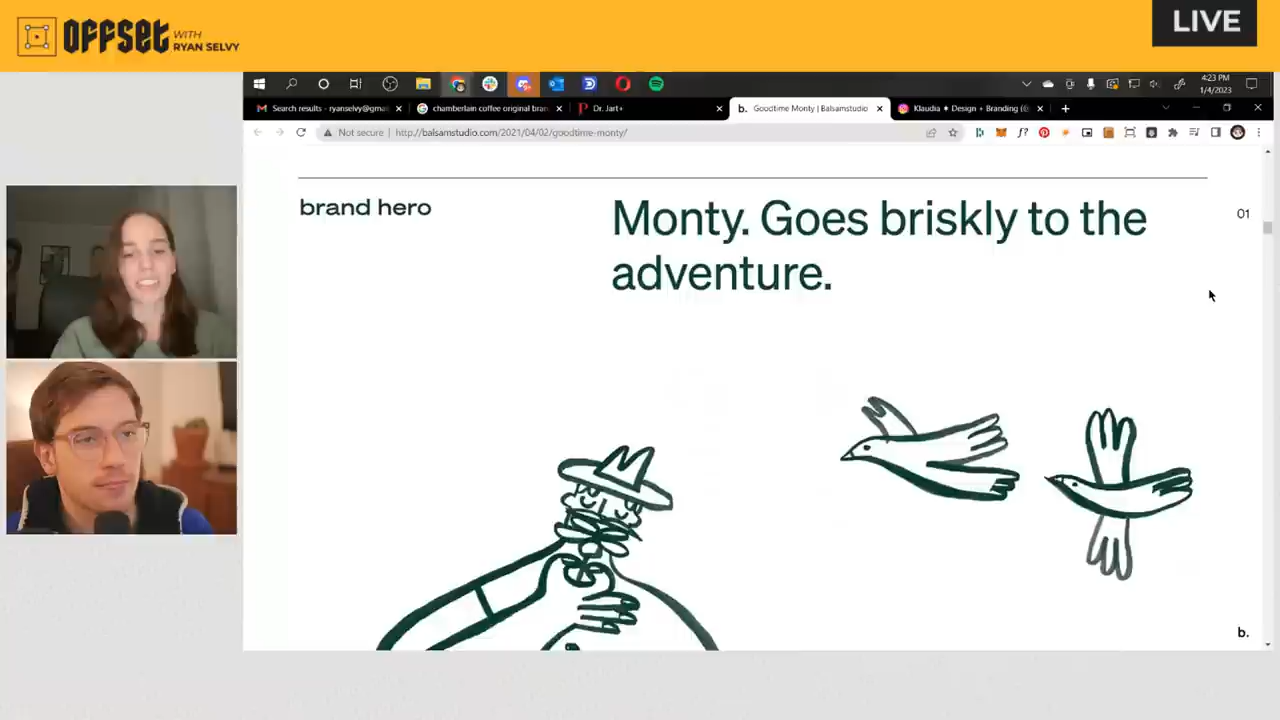 OFFSET WITH RYAN SELVY
LIVE
4:23 PM
1/4/2023
Search results - ryanselvy@gmai
chamberlain coffee original bran
Dr. Jart+
b. Goodtime Monty | Balsamstudio
Klaudia ✷ Design + Branding (@
Not secure | http://balsamstudio.com/2021/04/02/goodtime-monty/
brand hero
Monty. Goes briskly to the
adventure.
01
b.